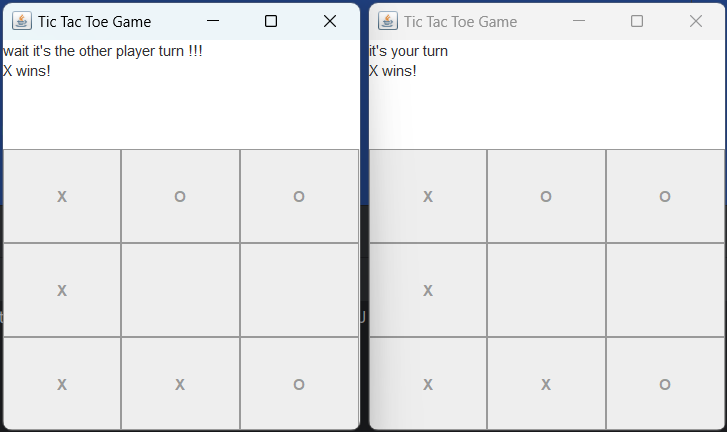 Tic Tac Toe Game
wait it's the other player turn !!!
X wins!
X O O
X
X X O
Tic Tac Toe Game
it's your turn
X wins!
X O O
X
X X O